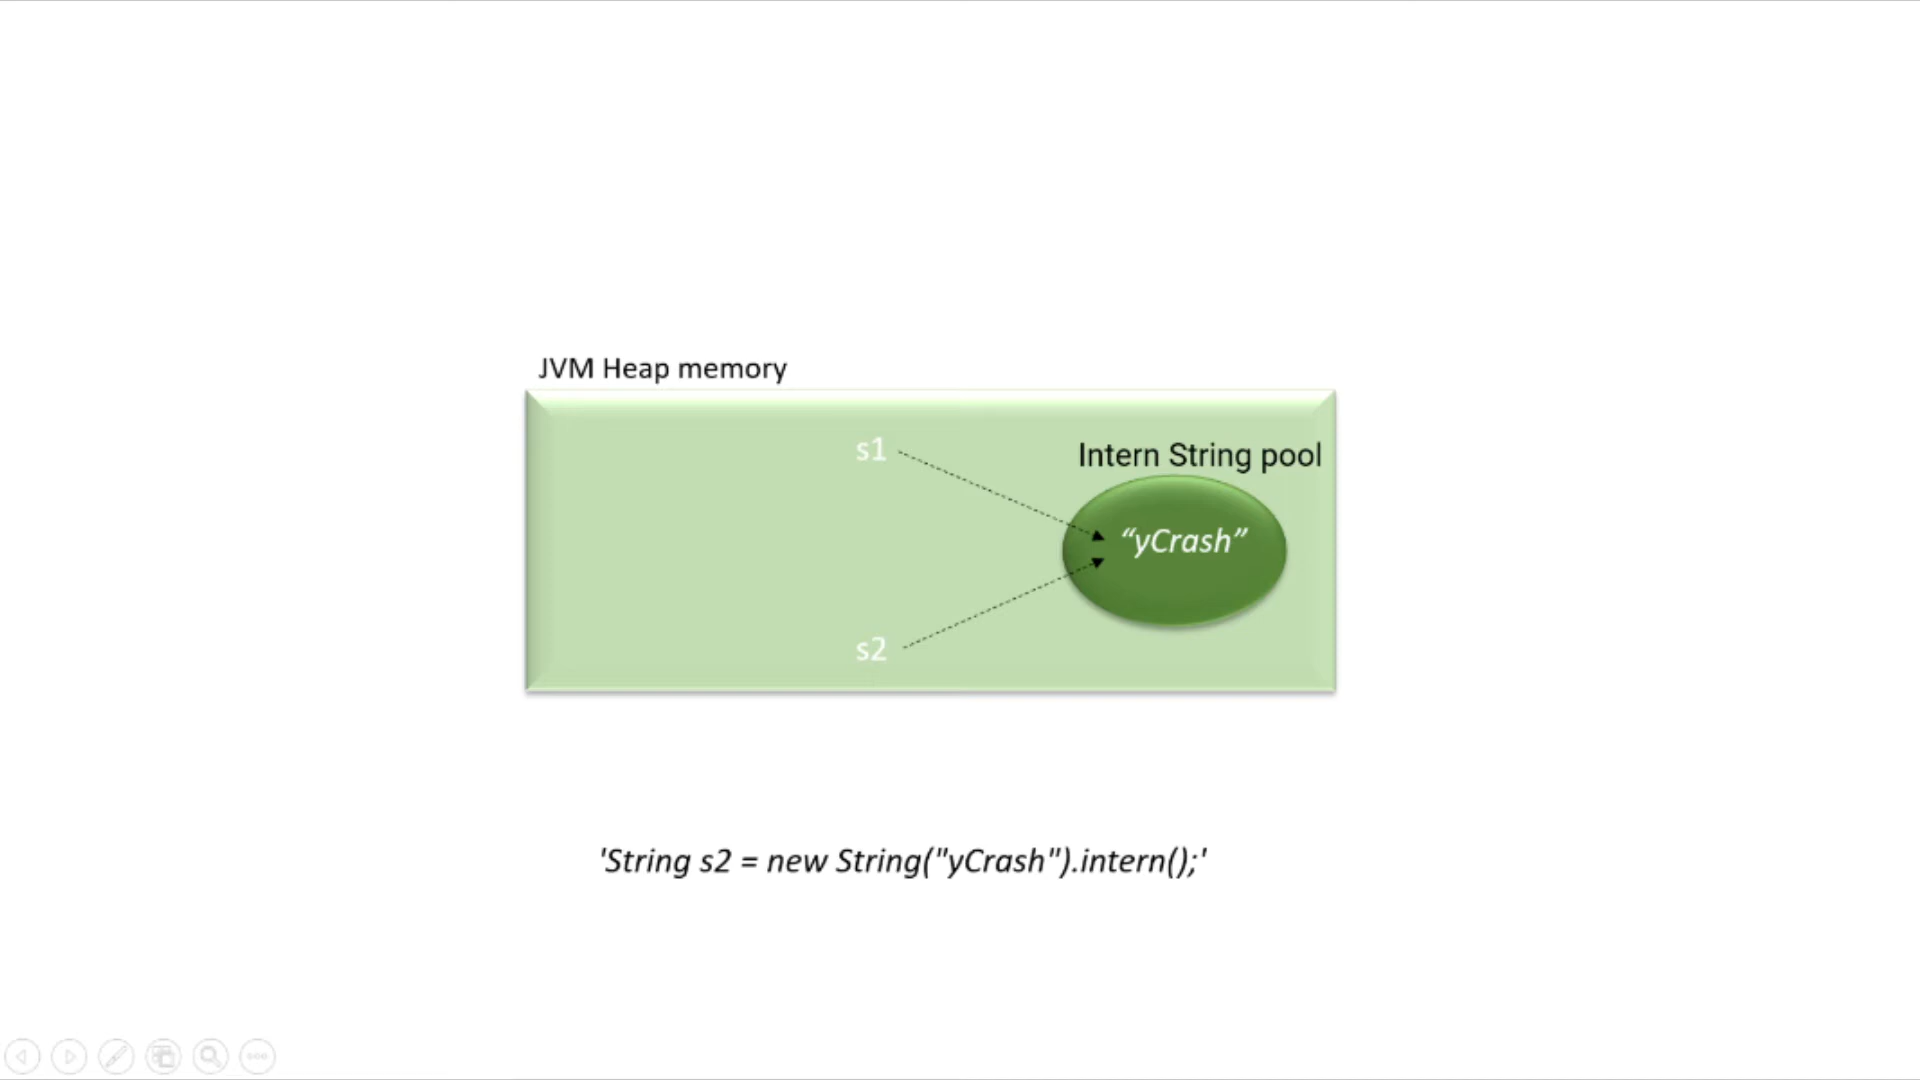 JVM Heap memory
s1
Intern String pool
“yCrash”
s2
'String s2 = new String("yCrash").intern();'